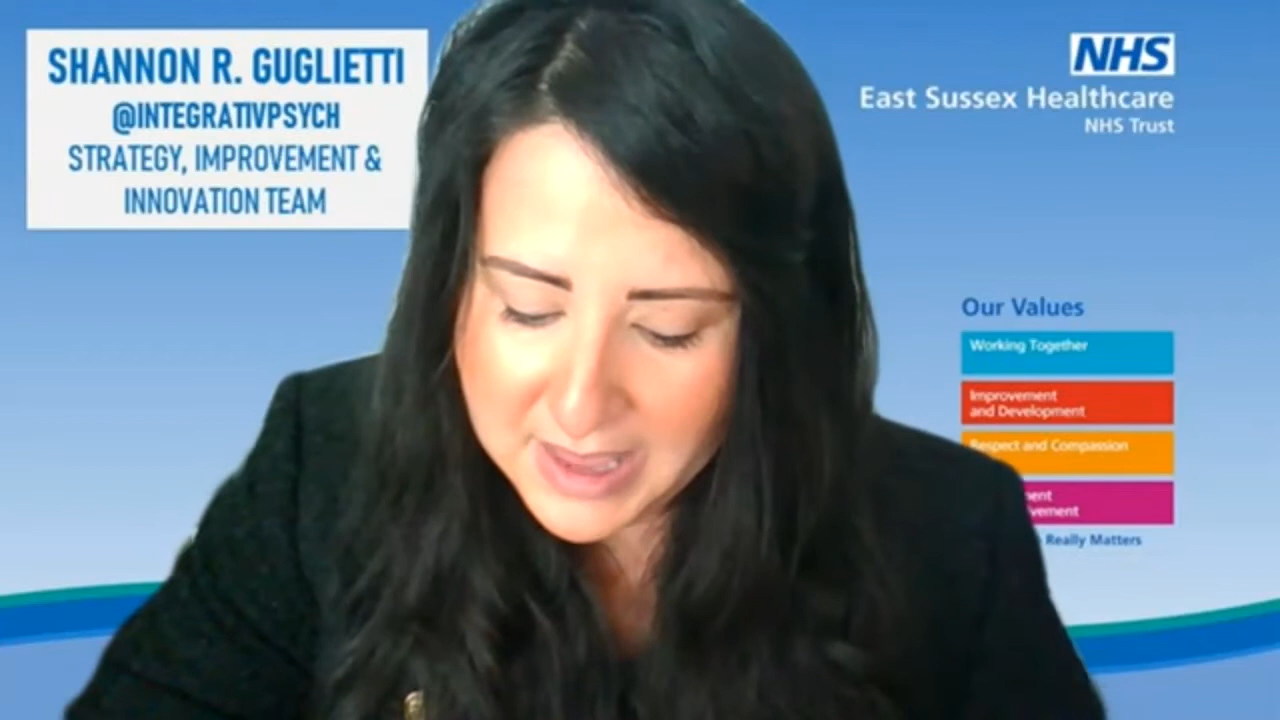 SHANNON R. GUGLIETTI
@INTEGRATIVPSYCH
STRATEGY, IMPROVEMENT &
INNOVATION TEAM
NHS
East Sussex Healthcare
NHS Trust
Our Values
Working Together
Improvement
and Development
Respect and Compassion
Really Matters